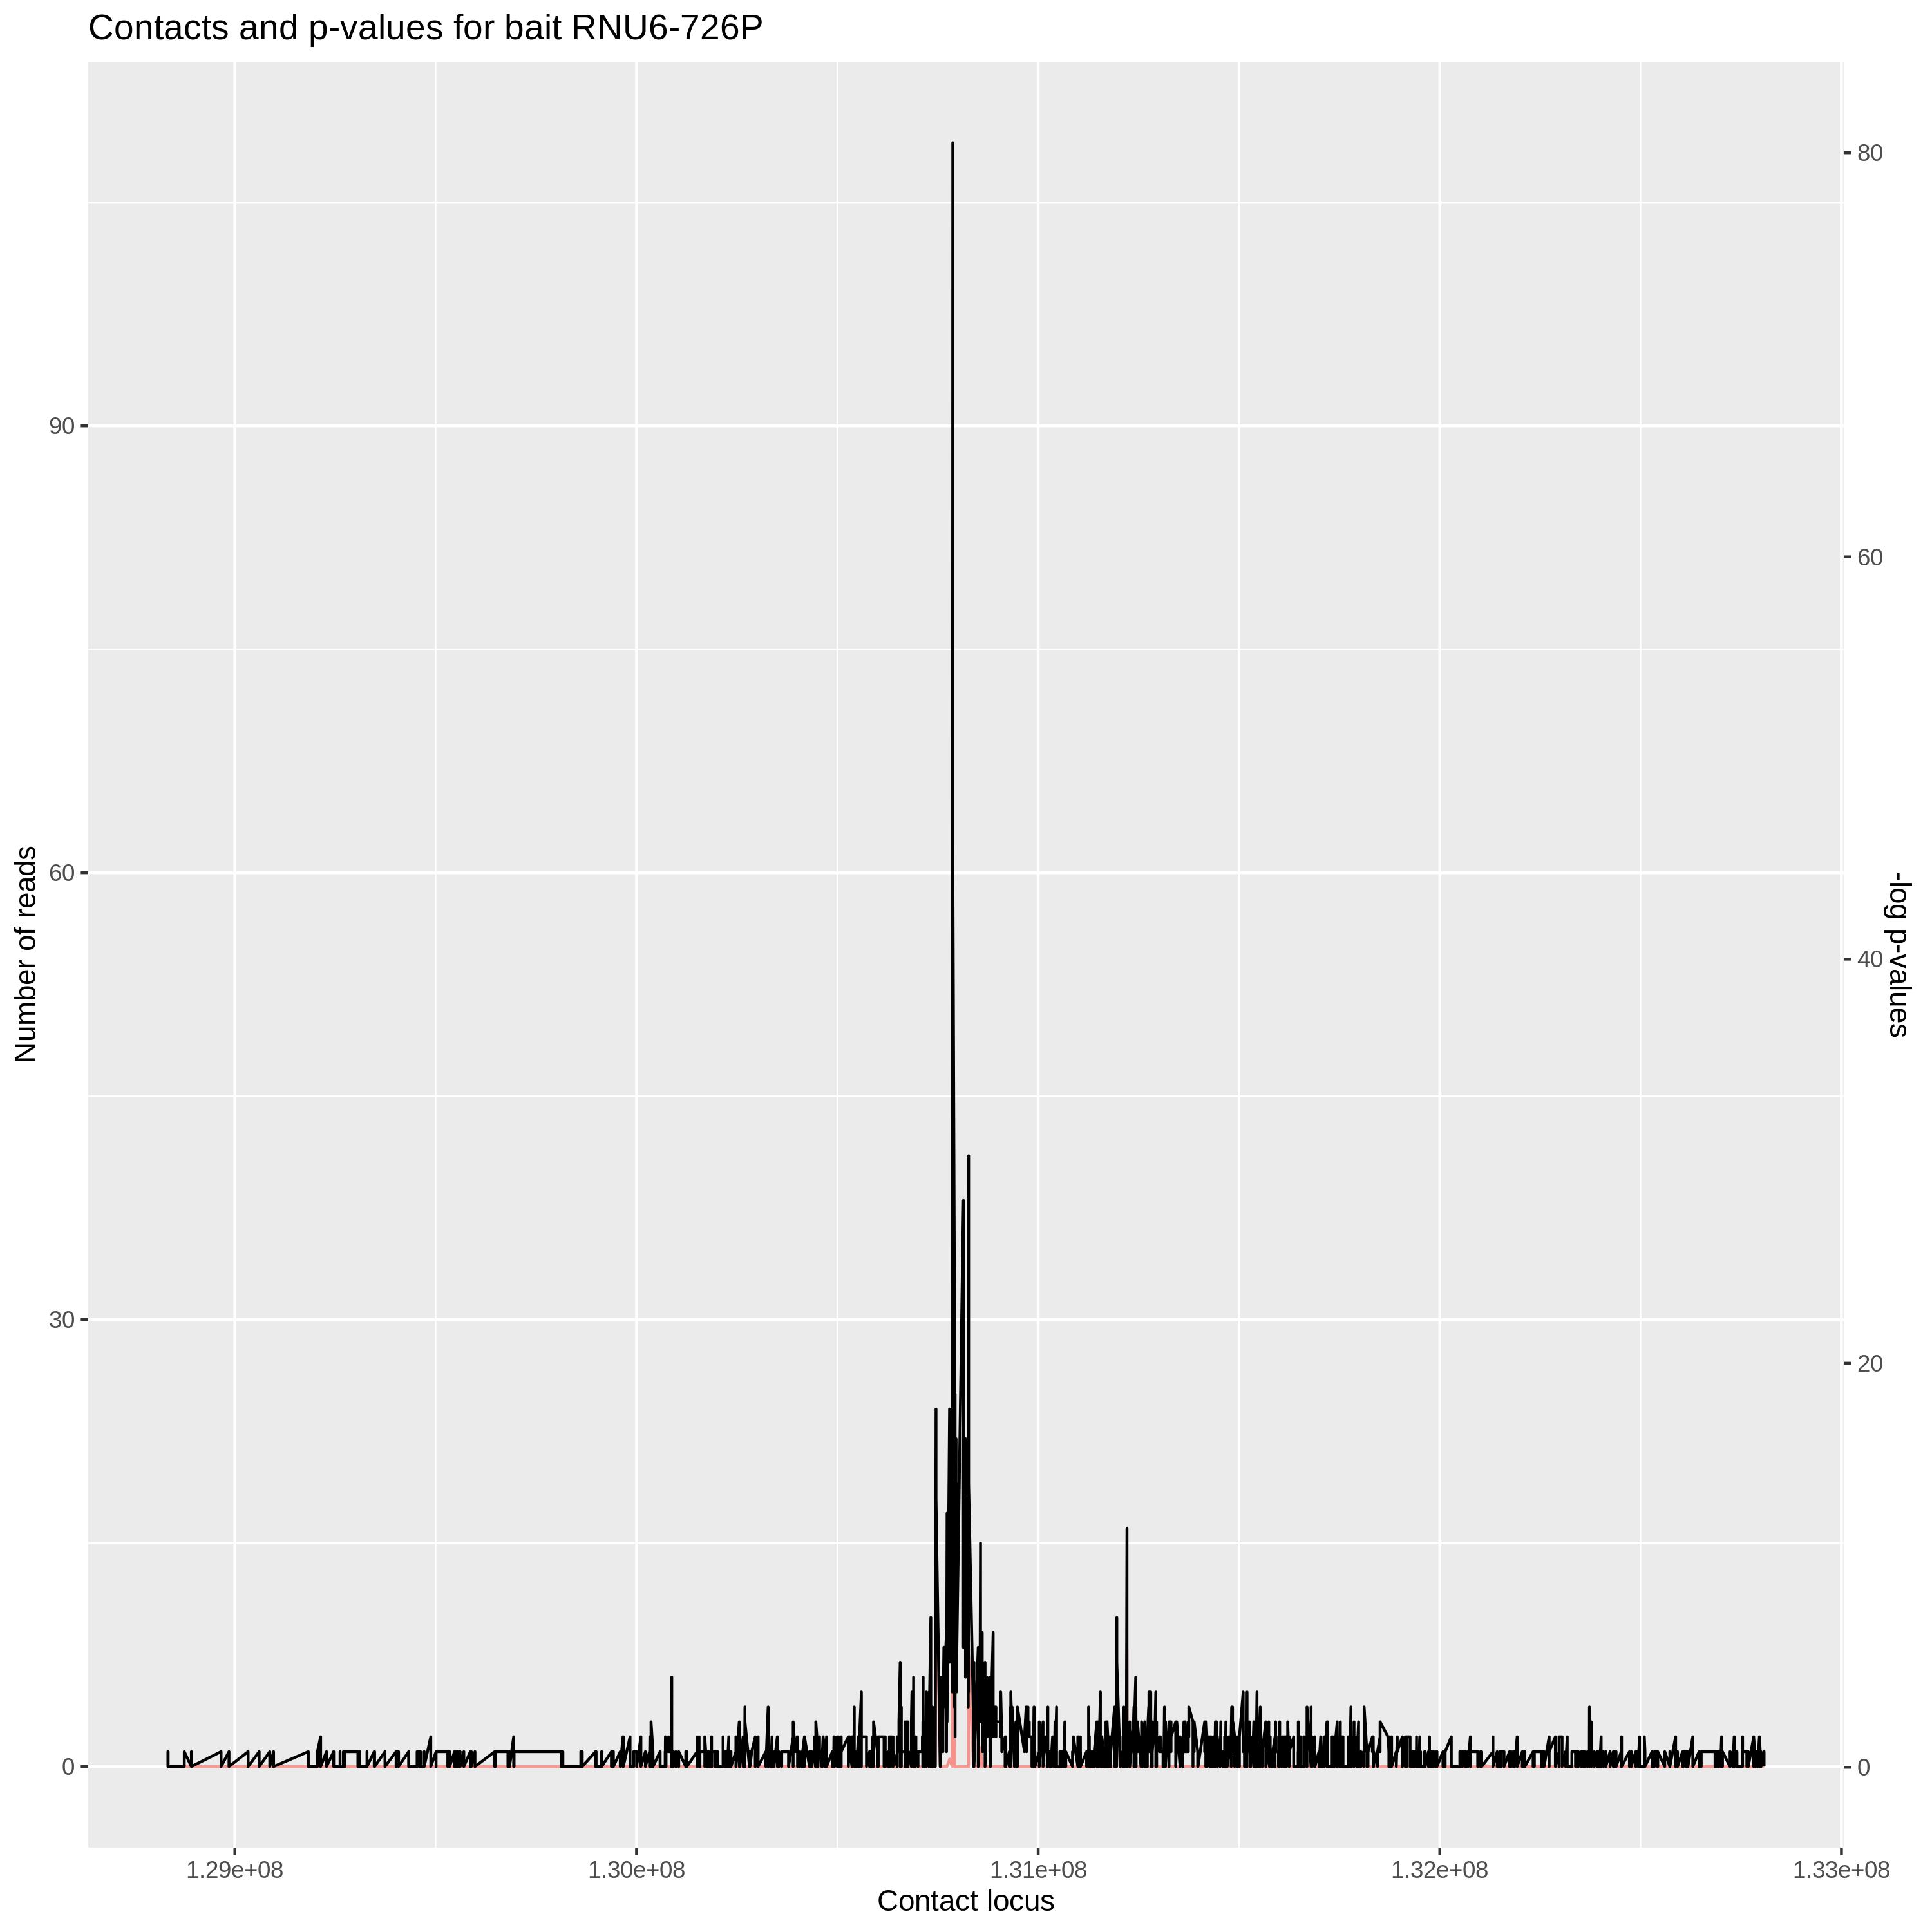 Contacts and p-values for bait RNU6-726P
80
90
60
60
Number of reads
-log p-values
40
30
20
0
0
1.29e+08
1.30e+08
1.31e+08
1.32e+08
1.33e+08
Contact locus